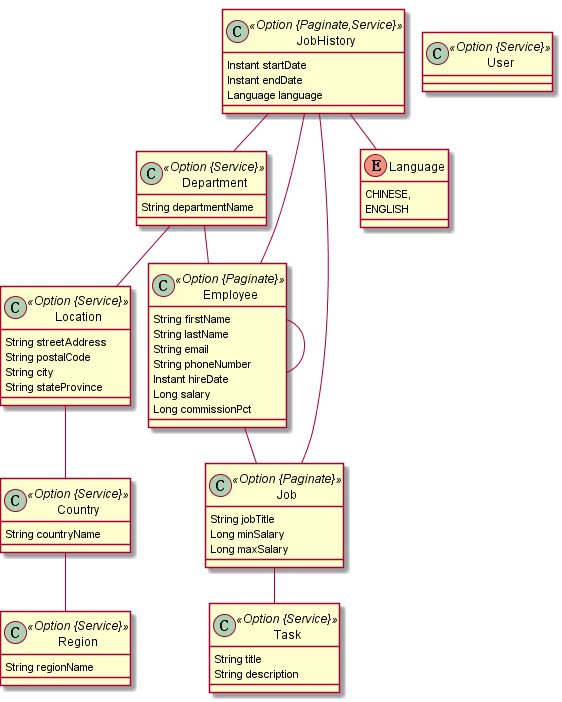 C «Option {Paginate,Service}»
JobHistory
Instant startDate
Instant endDate
Language language
C «Option {Service}»
User
C «Option {Service}»
Department
String departmentName
E Language
CHINESE,
ENGLISH
C «Option {Service}»
Location
String streetAddress
String postalCode
String city
String stateProvince
C «Option {Paginate}»
Employee
String firstName
String lastName
String email
String phoneNumber
Instant hireDate
Long salary
Long commissionPct
C «Option {Service}»
Country
String countryName
C «Option {Paginate}»
Job
String jobTitle
Long minSalary
Long maxSalary
C «Option {Service}»
Region
String regionName
C «Option {Service}»
Task
String title
String description